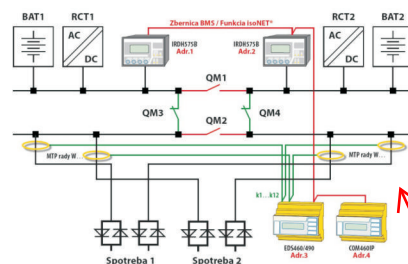 BAT1
RCT1
Zbernica BMS / Funkcia isoNET*
RCT2
BAT2
AC
DC
IRDH575B
Adr.1
IRDH575B
Adr.2
AC
DC
QM1
QM3
QM4
QM2
MTP rady W...
MTP rady W...
k1...k12
EDS460/490
Adr.3
COM460IP
Adr.4
Spotreba 1
Spotreba 2